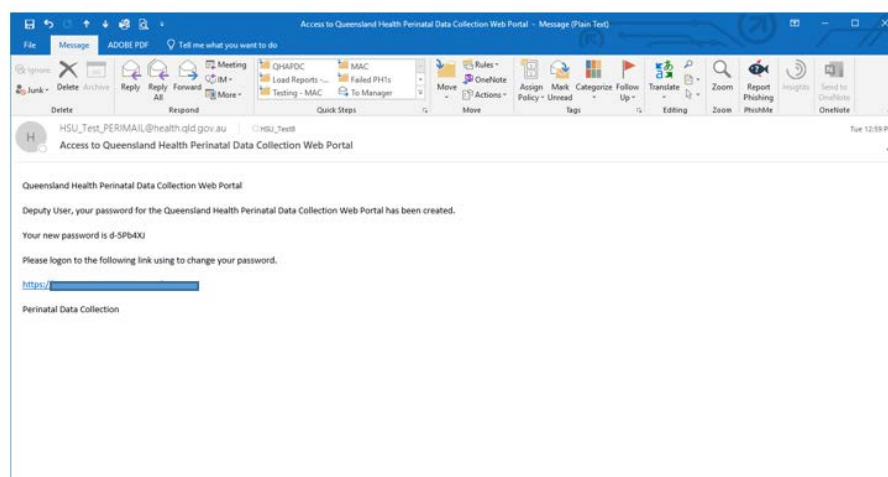 Access to Queensland Health Perinatal Data Collection Web Portal - Message (Plain Text)
File Message ADOBE PDF Tell me what you want to do
Ignore
Junk
Delete Archive
Reply Reply All Forward
Meeting
IM
More
QHAPDC
Load Reports -...
Testing - MAC
MAC
Failed PH1s
To Manager
Move
Rules
OneNote
Actions
Assign Policy Mark Unread Categorize Follow Up
Translate
Zoom
Report Phishing
Insights
Send to OneNote
Delete Respond Quick Steps Move Tags Editing Zoom PhishMe OneNote
H
HSU_Test_PERIMAIL@health.qld.gov.au HSU_Test8
Tue 12:59 P
Access to Queensland Health Perinatal Data Collection Web Portal
Queensland Health Perinatal Data Collection Web Portal
Deputy User, your password for the Queensland Health Perinatal Data Collection Web Portal has been created.
Your new password is d-5Pb4XJ
Please logon to the following link using to change your password.
https:/
Perinatal Data Collection